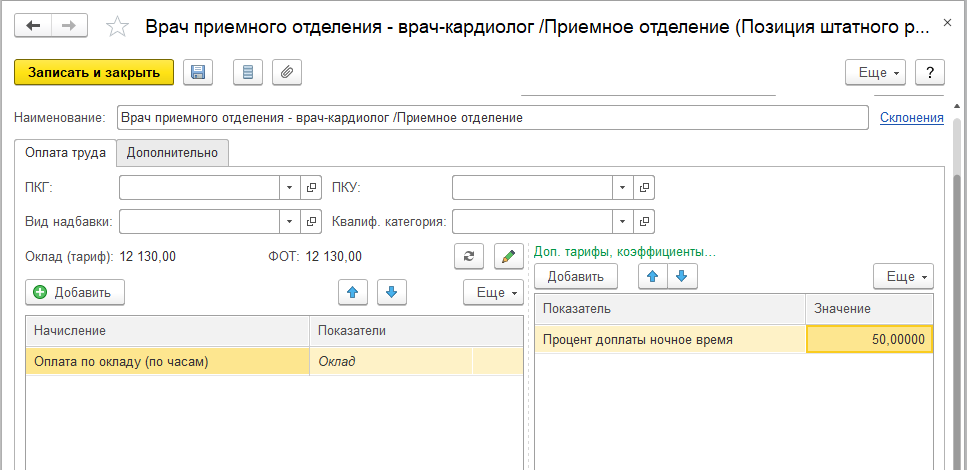 Врач приемного отделения - врач-кардиолог /Приемное отделение (Позиция штатного р...
Записать и закрыть
Еще
?
Наименование: Врач приемного отделения - врач-кардиолог /Приемное отделение Склонения
Оплата труда Дополнительно
ПКГ: ПКУ:
Вид надбавки: Квалиф. категория:
Оклад (тариф): 12 130,00 ФОТ: 12 130,00 Доп. тарифы, коэффициенты...
Добавить Еще Добавить Еще
Начисление Показатели Показатель Значение
Оплата по окладу (по часам) Оклад Процент доплаты ночное время 50,00000